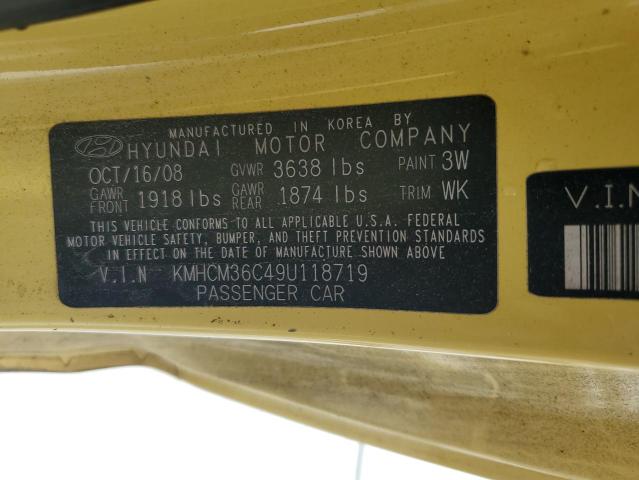 MANUFACTURED IN KOREA BY
HYUNDAI MOTOR COMPANY
OCT/16/08 GVWR 3638 lbs PAINT 3W
GAWR FRONT 1918 lbs GAWR REAR 1874 lbs TRIM WK
THIS VEHICLE CONFORMS TO ALL APPLICABLE U.S.A. FEDERAL
MOTOR VEHICLE SAFETY, BUMPER, AND THEFT PREVENTION STANDARDS
IN EFFECT ON THE DATE OF MANUFACTURE SHOWN ABOVE
V.I.N KMHCM36C49U118719
PASSENGER CAR
V.I.N